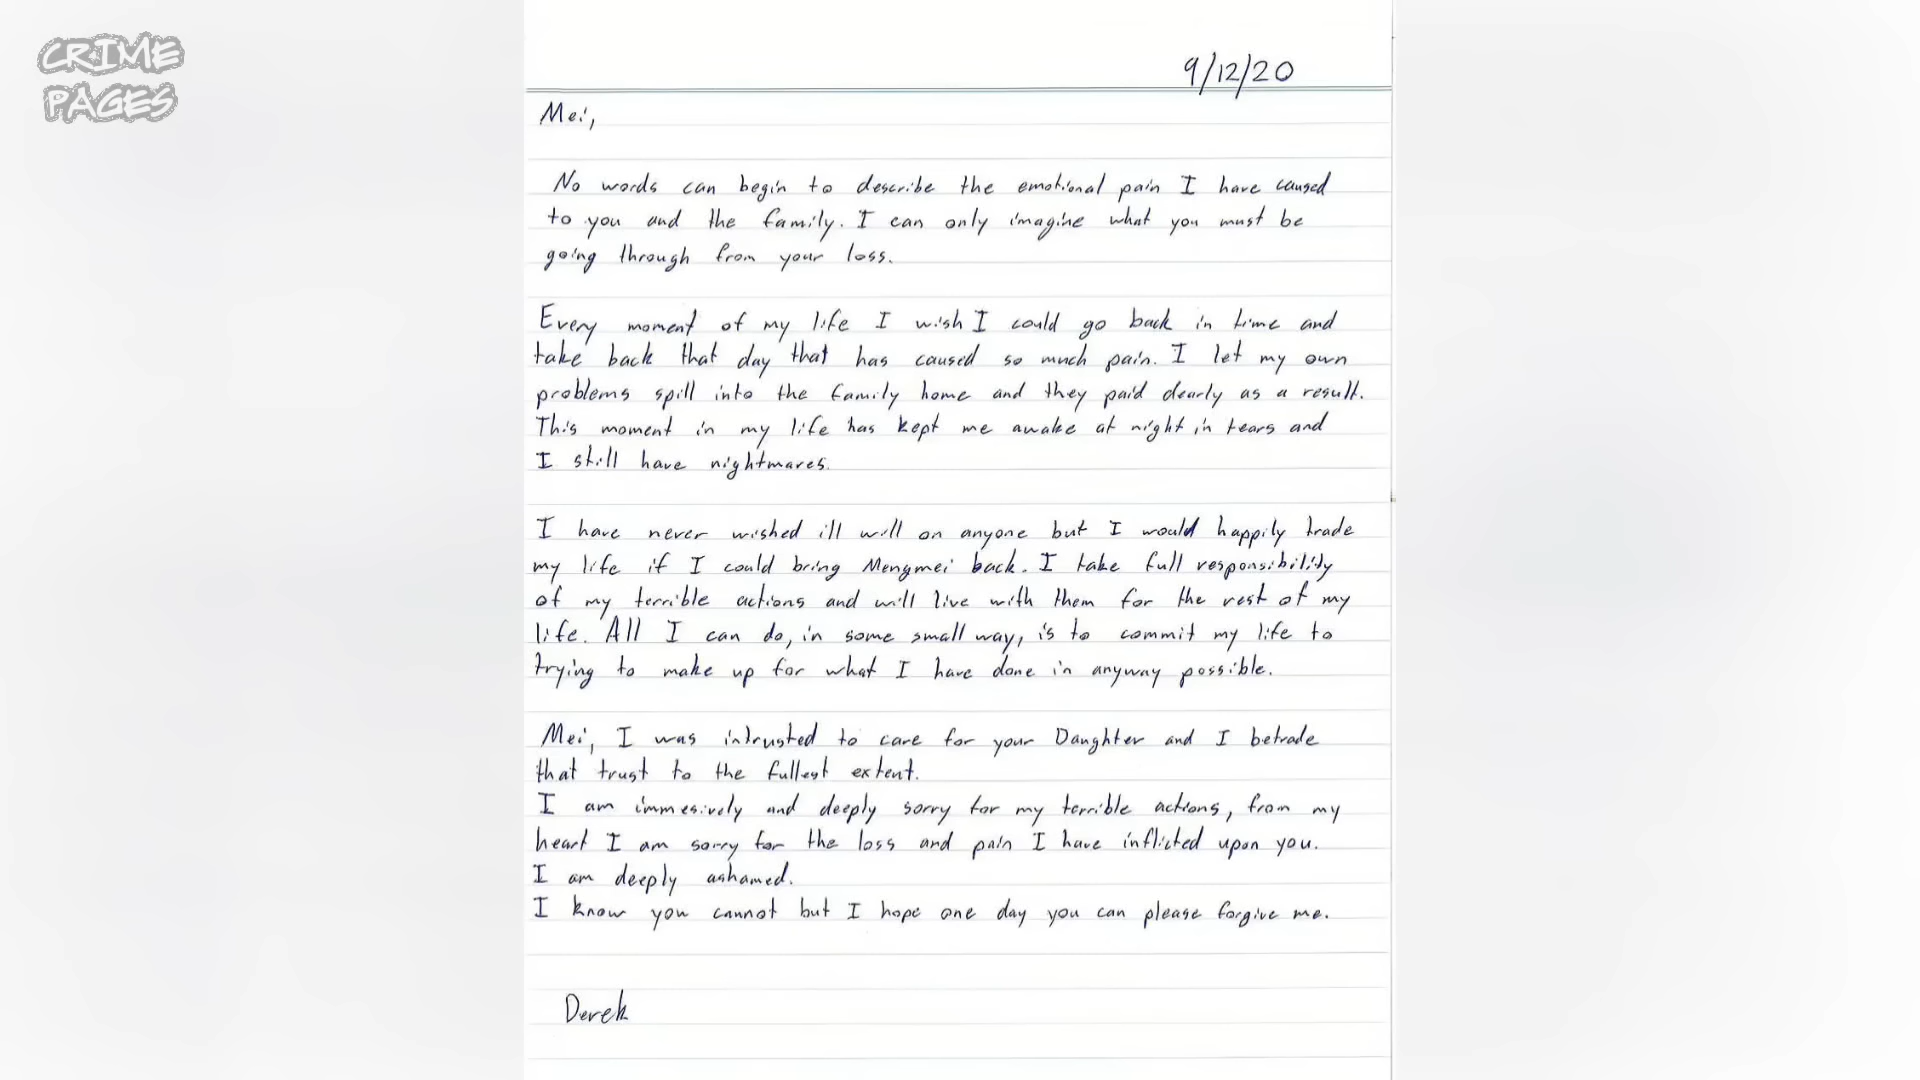 CRIME
PAGES
9/12/20
Mei,
No words can begin to describe the emotional pain I have caused
to you and the family. I can only imagine what you must be
going through from your loss.
Every moment of my life I wish I could go back in time and
take back that day that has caused so much pain. I let my own
problems spill into the family home and they paid dearly as a result.
This moment in my life has kept me awake at night in tears and
I still have nightmares.
I have never wished ill will on anyone but I would happily trade
my life if I could bring Mengmei back. I take full responsibility
of my terrible actions and will live with them for the rest of my
life. All I can do, in some small way, is to commit my life to
trying to make up for what I have done in anyway possible.
Mei, I was intrusted to care for your Daughter and I betrade
that trust to the fullest extent.
I am immesively and deeply sorry for my terrible actions, from my
heart I am sorry for the loss and pain I have inflicted upon you.
I am deeply ashamed.
I know you cannot but I hope one day you can please forgive me.
Derek